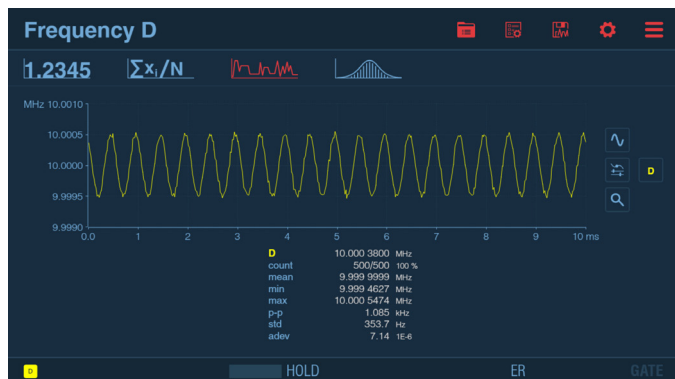 Frequency D
1.2345 Σxᵢ/N
MHz 10.0010
10.0005
10.0000
9.9995
9.9990
0.0 1 2 3 4 5 6 7 8 9 10 ms
D
D 10.000 3800 MHz
count 500/500 100 %
mean 9.999 9999 MHz
min 9.999 4627 MHz
max 10.000 5474 MHz
p-p 1.085 kHz
std 353.7 Hz
adev 7.14 1E-6
D HOLD ER GATE